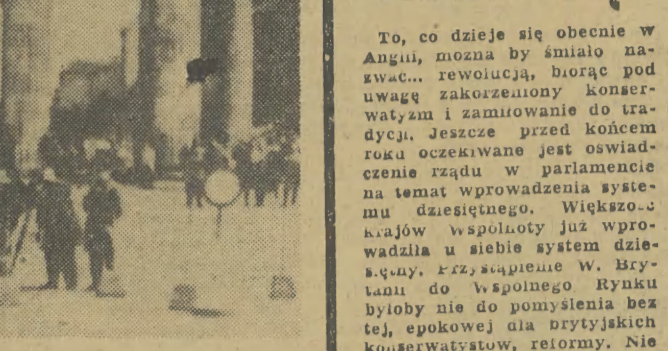 To, co dzieje się obecnie w
Anglii, można by śmiało na-
zwać... rewolucją, biorąc pod
uwagę zakorzeniony konser-
watyzm i zamiłowanie do tra-
dycji. Jeszcze przed końcem
roku oczekiwane jest oświad-
czenie rządu w parlamencie
na temat wprowadzenia syste-
mu dziesiętnego. Większość
krajów Wspólnoty już wpro-
wadziła u siebie system dzie-
siętny. Przystąpienie W. Bry-
tanii do Wspólnego Rynku
byłoby nie do pomyślenia bez
tej, epokowej dla brytyjskich
konserwatystów, reformy. Nie